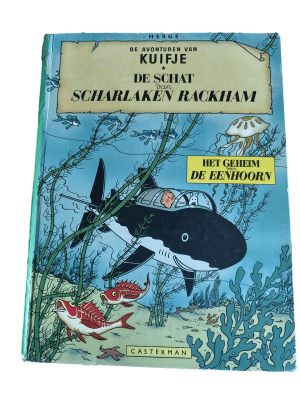 HERGÉ
DE AVONTUREN VAN
KUIFJE
DE SCHAT
van
SCHARLAKEN RACKHAM
HET GEHEIM
van
DE EENHOORN
CASTERMAN